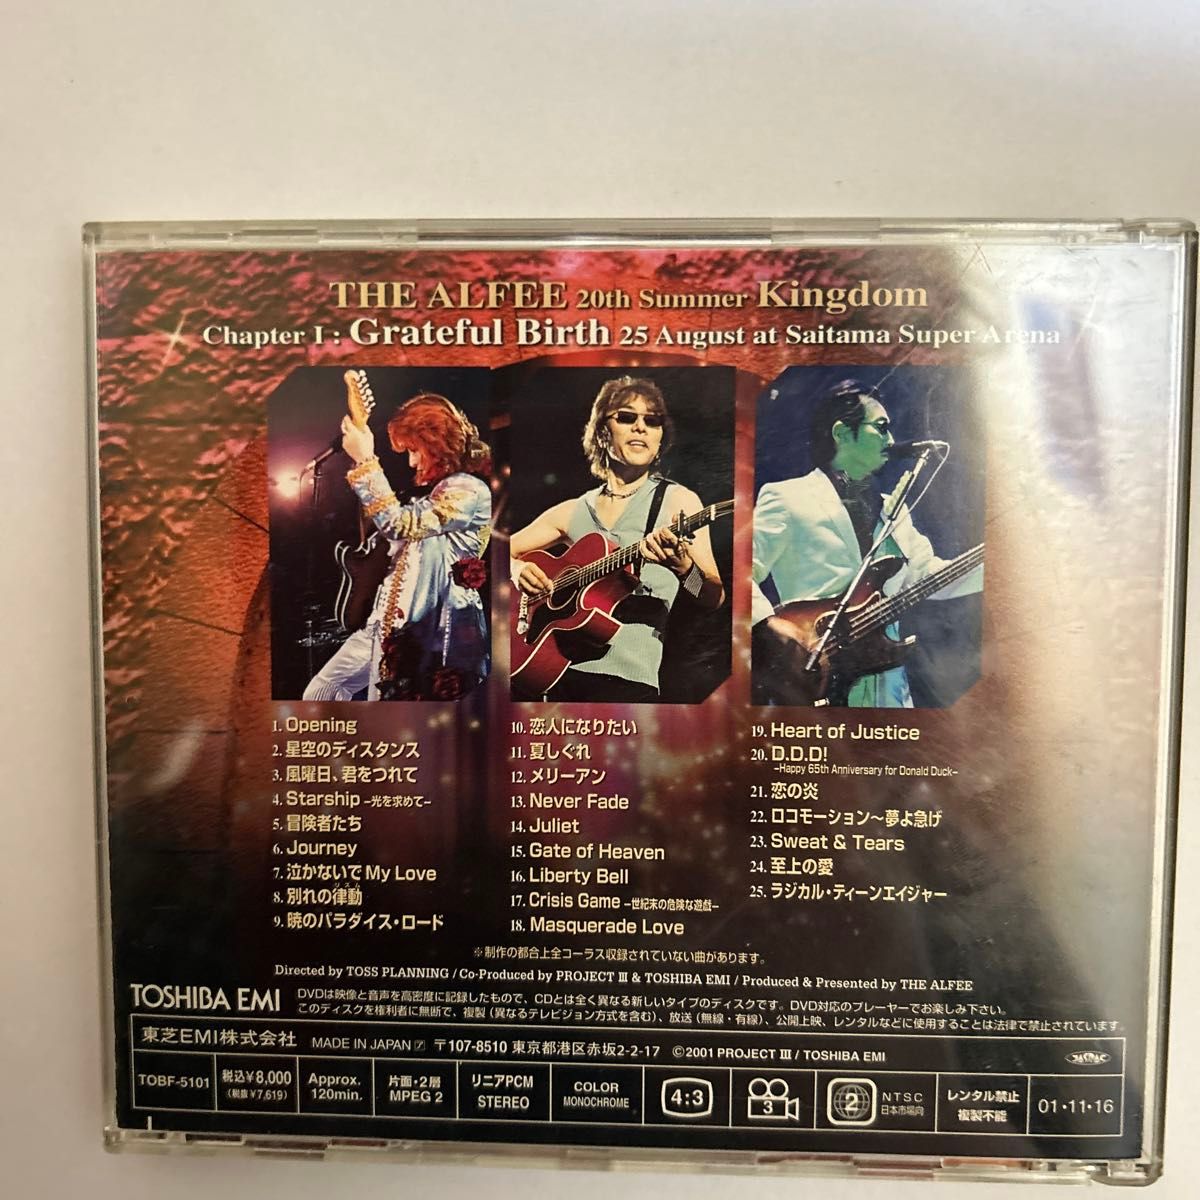 THE ALFEE 20th Summer Kingdom
Chapter I : Grateful Birth 25 August at Saitama Super Arena
1. Opening
2. 星空のディスタンス
3. 風曜日、君をつれて
4. Starship –光を求めて–
5. 冒険者たち
6. Journey
7. 泣かないで My Love
8. 別れの律動
リズム
9. 暁のパラダイス・ロード
10. 恋人になりたい
11. 夏しぐれ
12. メリーアン
13. Never Fade
14. Juliet
15. Gate of Heaven
16. Liberty Bell
17. Crisis Game –世紀末の危険な遊戯–
18. Masquerade Love
19. Heart of Justice
20. D.D.D!
–Happy 65th Anniversary for Donald Duck–
21. 恋の炎
22. ロコモーション〜夢よ急げ
23. Sweat & Tears
24. 至上の愛
25. ラジカル・ティーンエイジャー
※制作の都合上全コーラス収録されていない曲があります。
Directed by TOSS PLANNING / Co-Produced by PROJECT III & TOSHIBA EMI / Produced & Presented by THE ALFEE
TOSHIBA EMI
DVDは映像と音声を高密度に記録したもので、CDとは全く異なる新しいタイプのディスクです。DVD対応のプレーヤーでお楽しみ下さい。
このディスクを権利者に無断で、複製(異なるテレビジョン方式を含む)、放送(無線・有線)、公開上映、レンタルなどに使用することは法律で禁止されています。
東芝EMI株式会社 MADE IN JAPAN 〒107-8510 東京都港区赤坂2-2-17 ©2001 PROJECT III / TOSHIBA EMI
JASRAC
TOBF-5101
税込¥8,000
(税抜¥7,619)
Approx.
120min.
片面・2層
MPEG 2
リニアPCM
STEREO
COLOR
MONOCHROME
4:3
3
2
NTSC
日本市場向
レンタル禁止
複製不能
01・11・16